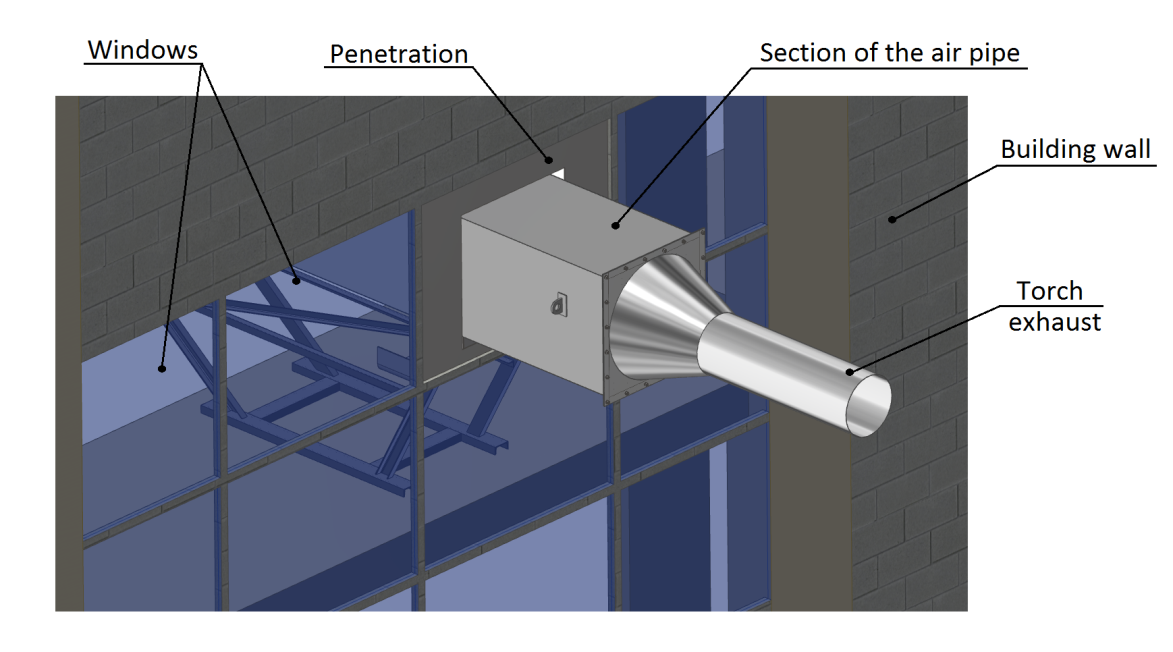 Windows
Penetration
Section of the air pipe
Building wall
Torch
exhaust